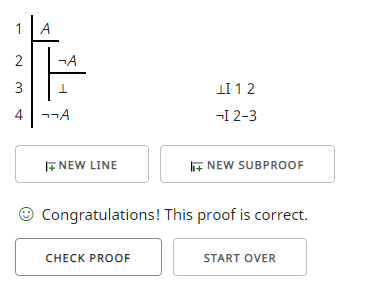 1 A
2 ¬A
3 ⊥ ⊥I 1 2
4 ¬¬A ¬I 2–3
NEW LINE NEW SUBPROOF
Congratulations! This proof is correct.
CHECK PROOF START OVER